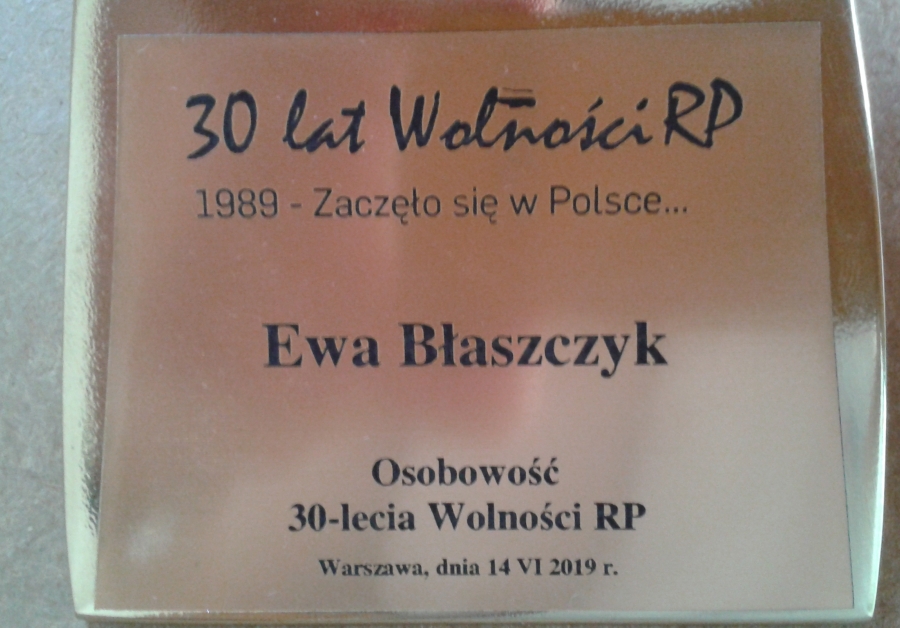 30 lat Wolności RP
1989 - Zaczęło się w Polsce...
Ewa Błaszczyk
Osobowość
30-lecia Wolności RP
Warszawa, dnia 14 VI 2019 r.